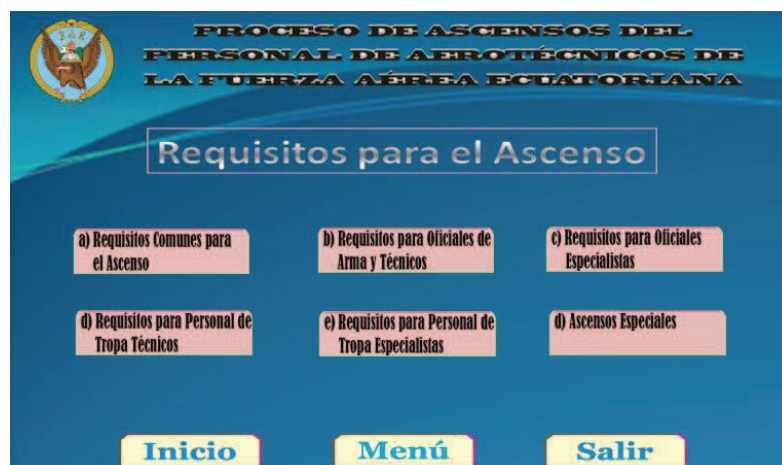 FAE
PROCESO DE ASCENSOS DEL
PERSONAL DE AEROTÉCNICOS DE
LA FUERZA AÉREA ECUATORIANA
Requisitos para el Ascenso
a) Requisitos Comunes para
el Ascenso
b) Requisitos para Oficiales de
Arma y Técnicos
c) Requisitos para Oficiales
Especialistas
d) Requisitos para Personal de
Tropa Técnicos
e) Requisitos para Personal de
Tropa Especialistas
d) Ascensos Especiales
Inicio
Menú
Salir